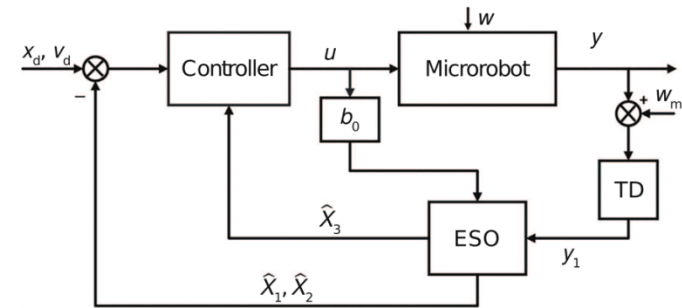 w
x_d, v_d
−
Controller
u
Microrobot
y
b_0
+
w_m
TD
X̂_3
ESO
y_1
X̂_1, X̂_2